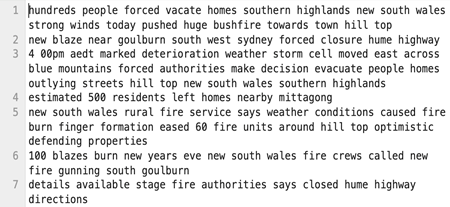 1 hundreds people forced vacate homes southern highlands new south wales
strong winds today pushed huge bushfire towards town hill top
2 new blaze near goulburn south west sydney forced closure hume highway
3 4 00pm aedt marked deterioration weather storm cell moved east across
blue mountains forced authorities make decision evacuate people homes
outlying streets hill top new south wales southern highlands
4 estimated 500 residents left homes nearby mittagong
5 new south wales rural fire service says weather conditions caused fire
burn finger formation eased 60 fire units around hill top optimistic
defending properties
6 100 blazes burn new years eve new south wales fire crews called new
fire gunning south goulburn
7 details available stage fire authorities says closed hume highway
directions